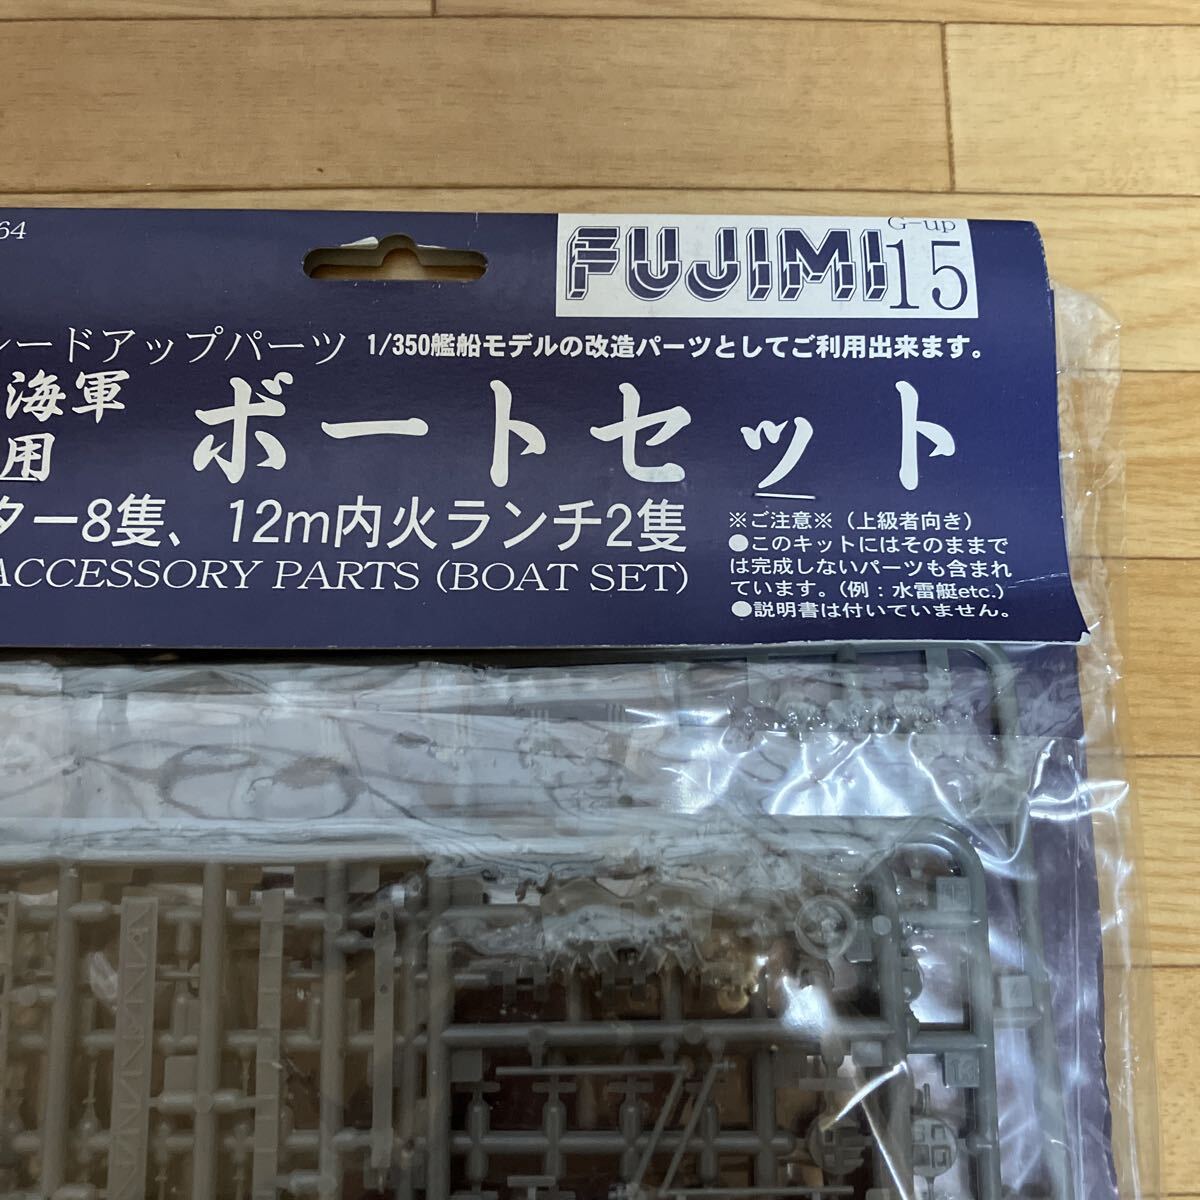 64
FUJIMI
G-up
15
レードアップパーツ 1/350艦船モデルの改造パーツとしてご利用出来ます。
海軍
用
ボートセット
ター8隻、12m内火ランチ2隻
ACCESSORY PARTS (BOAT SET)
※ご注意※(上級者向き)
●このキットにはそのままで
は完成しないパーツも含まれ
ています。(例：水雷艇etc.)
●説明書は付いていません。
13